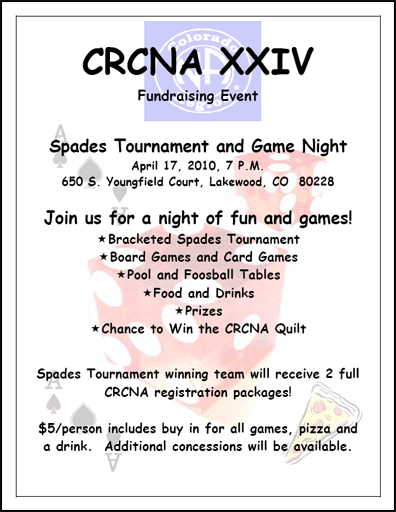 CRCNA XXIV
Colorado
NA
Fundraising Event
A
Spades Tournament and Game Night
April 17, 2010, 7 P.M.
650 S. Youngfield Court, Lakewood, CO 80228
Join us for a night of fun and games!
★Bracketed Spades Tournament
★Board Games and Card Games
★Pool and Foosball Tables
★Food and Drinks
★Prizes
★Chance to Win the CRCNA Quilt
Spades Tournament winning team will receive 2 full
CRCNA registration packages!
A
$5/person includes buy in for all games, pizza and
a drink.  Additional concessions will be available.
A